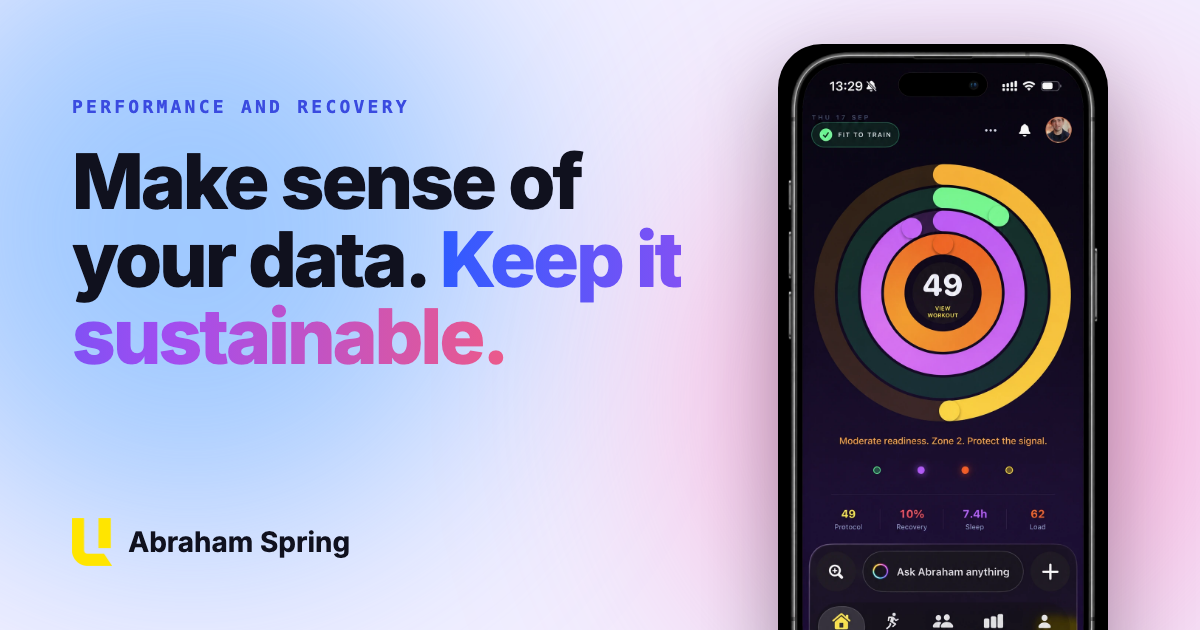 PERFORMANCE AND RECOVERY
Make sense of
your data. Keep it
sustainable.
Abraham Spring
13:29
THU 17 SEP
FIT TO TRAIN
49
VIEW
WORKOUT
Moderate readiness. Zone 2. Protect the signal.
49 10% 7.4h 62
Protocol Recovery Sleep Load
Ask Abraham anything